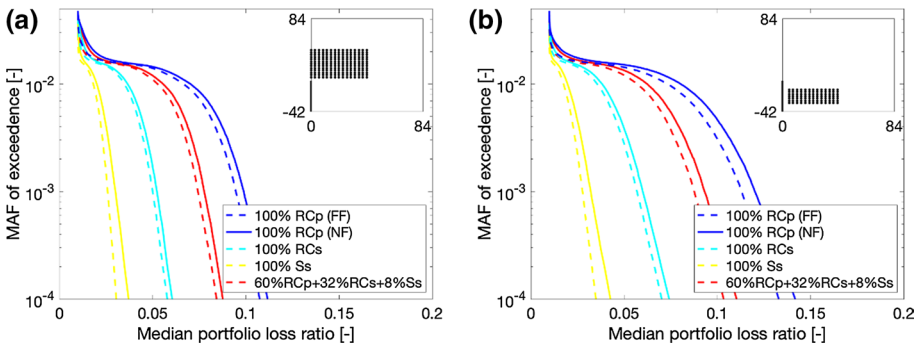 (a)
84
-42
0
84
10⁻²
10⁻³
10⁻⁴
MAF of exceedence [-]
100% RCp (FF)
100% RCp (NF)
100% RCs
100% Ss
60%RCp+32%RCs+8%Ss
0
0.05
0.1
0.15
0.2
Median portfolio loss ratio [-]
(b)
84
-42
0
84
10⁻²
10⁻³
10⁻⁴
MAF of exceedence [-]
100% RCp (FF)
100% RCp (NF)
100% RCs
100% Ss
60%RCp+32%RCs+8%Ss
0
0.05
0.1
0.15
0.2
Median portfolio loss ratio [-]